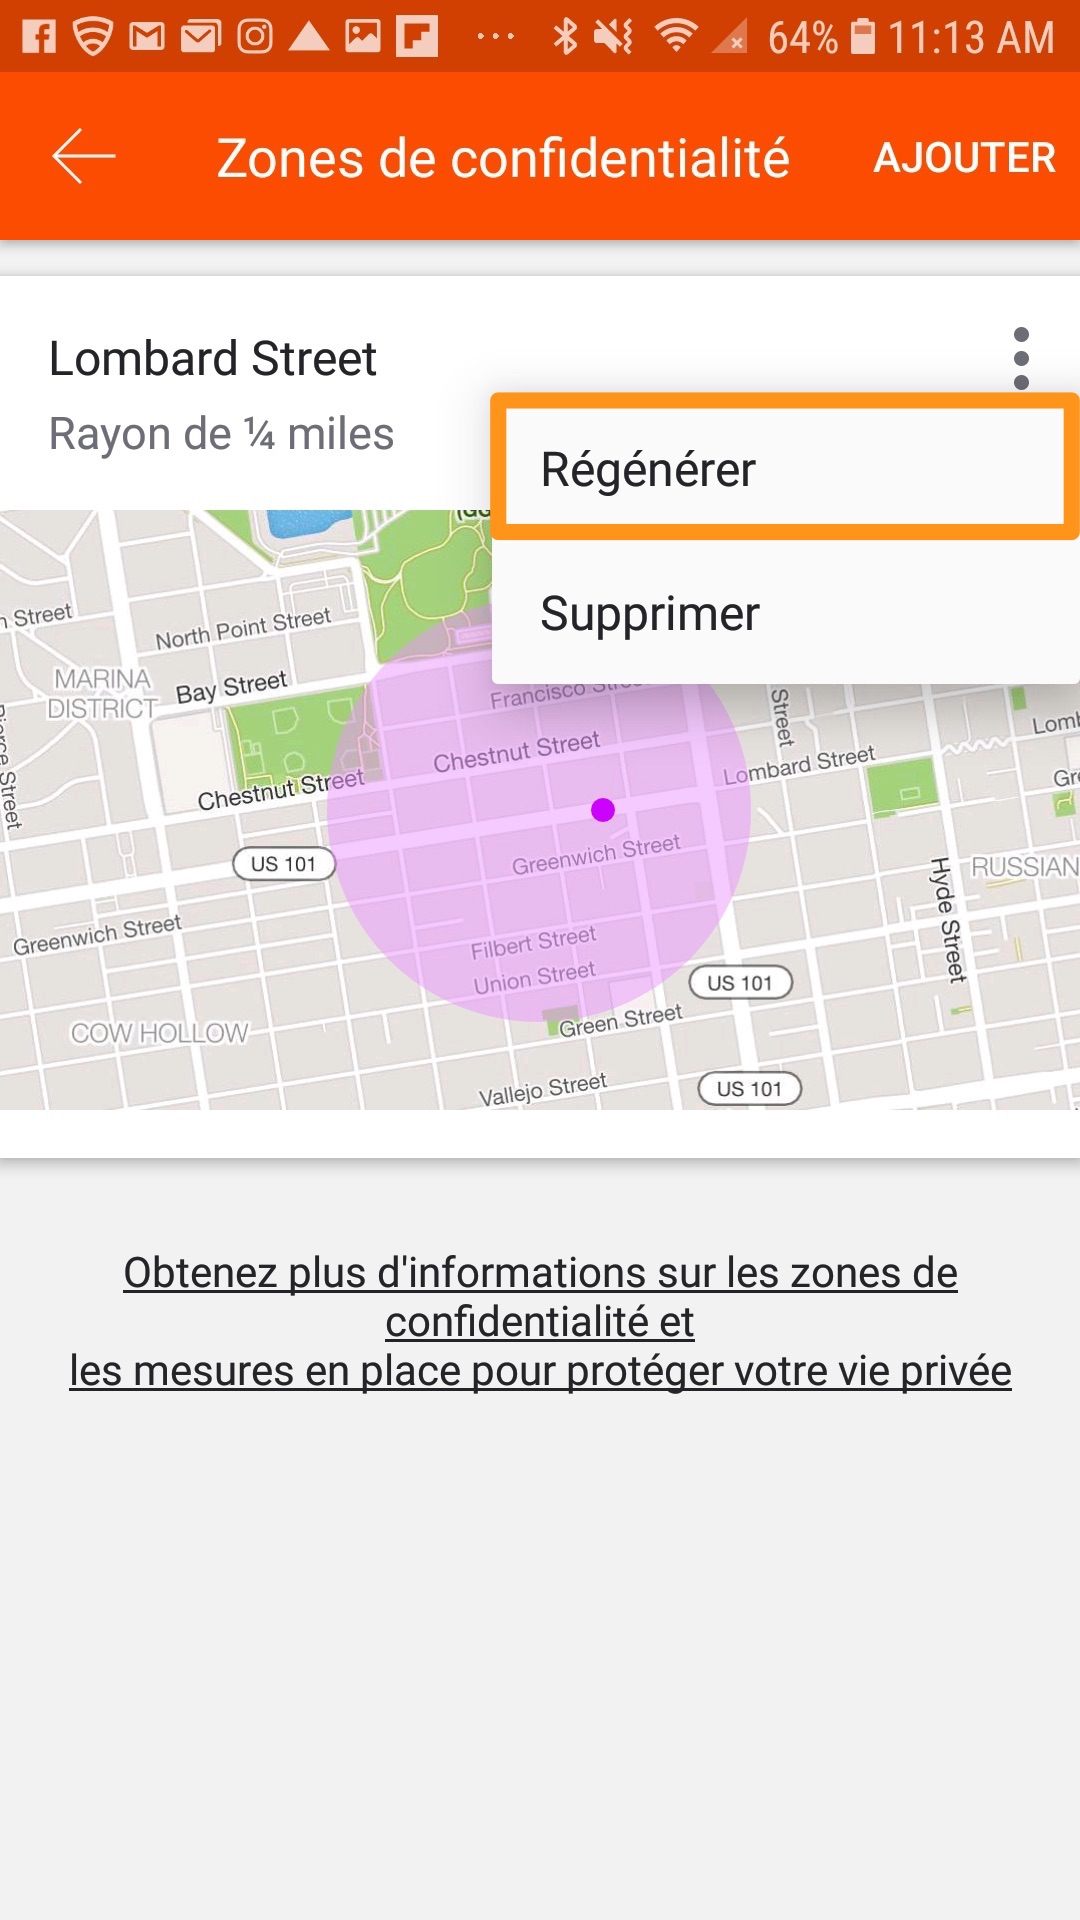 64% 11:13 AM
Zones de confidentialité AJOUTER
Lombard Street
Rayon de ¼ miles
Régénérer
Supprimer
Street
North Point Street
MARINA
DISTRICT
Bay Street
Francisco
Street
Lomb
Chestnut Street
Lombard Street
Chestnut Street
Street
US 101
Greenwich Street
RUSSIAN
Hyde Street
Greenwich Street
Filbert Street
Union Street
US 101
COW HOLLOW
Green Street
Vallejo Street
US 101
Obtenez plus d'informations sur les zones de
confidentialité et
les mesures en place pour protéger votre vie privée